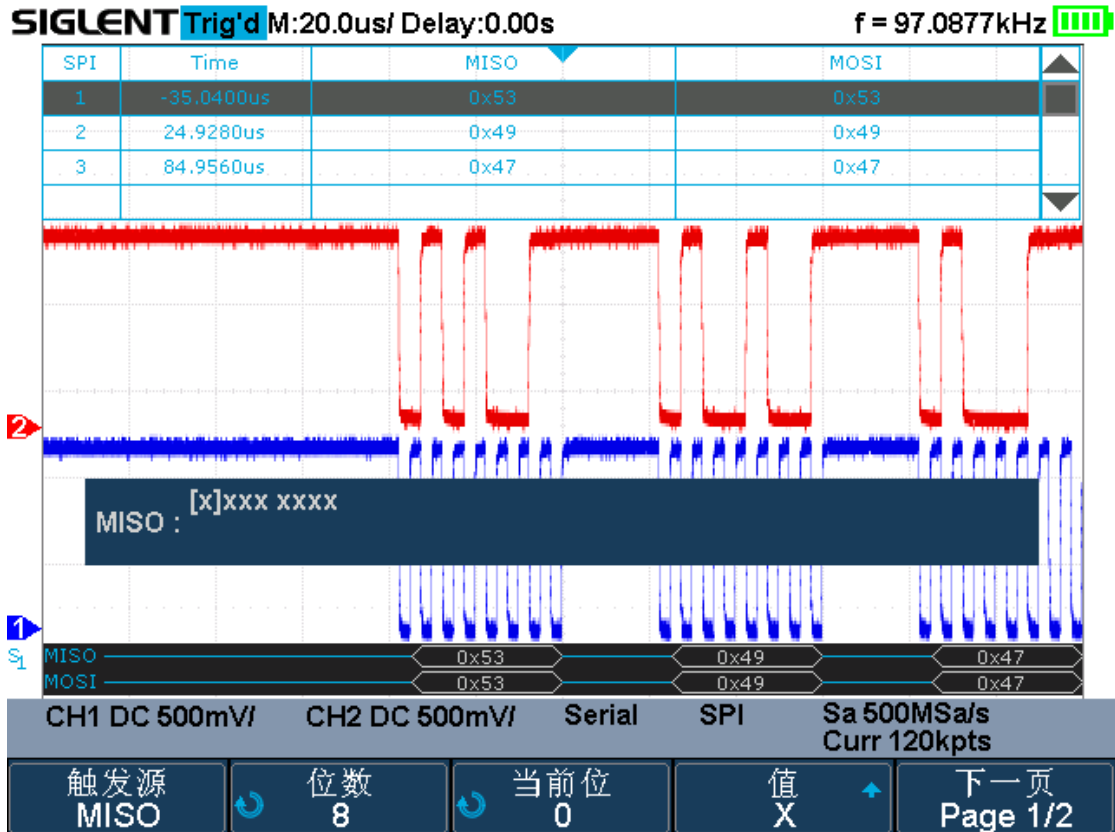 SIGLENT Trig'd M:20.0us/ Delay:0.00s f = 97.0877kHz
SPI Time MISO MOSI
1 -35.0400us 0x53 0x53
2 24.9280us 0x49 0x49
3 84.9560us 0x47 0x47
2
[x]xxx xxxx
MISO :
1
S1
MISO 0x53 0x49 0x47
MOSI 0x53 0x49 0x47
CH1 DC 500mV/ CH2 DC 500mV/ Serial SPI Sa 500MSa/s
Curr 120kpts
触发源 位数 当前位 值 下一页
MISO 8 0 X Page 1/2